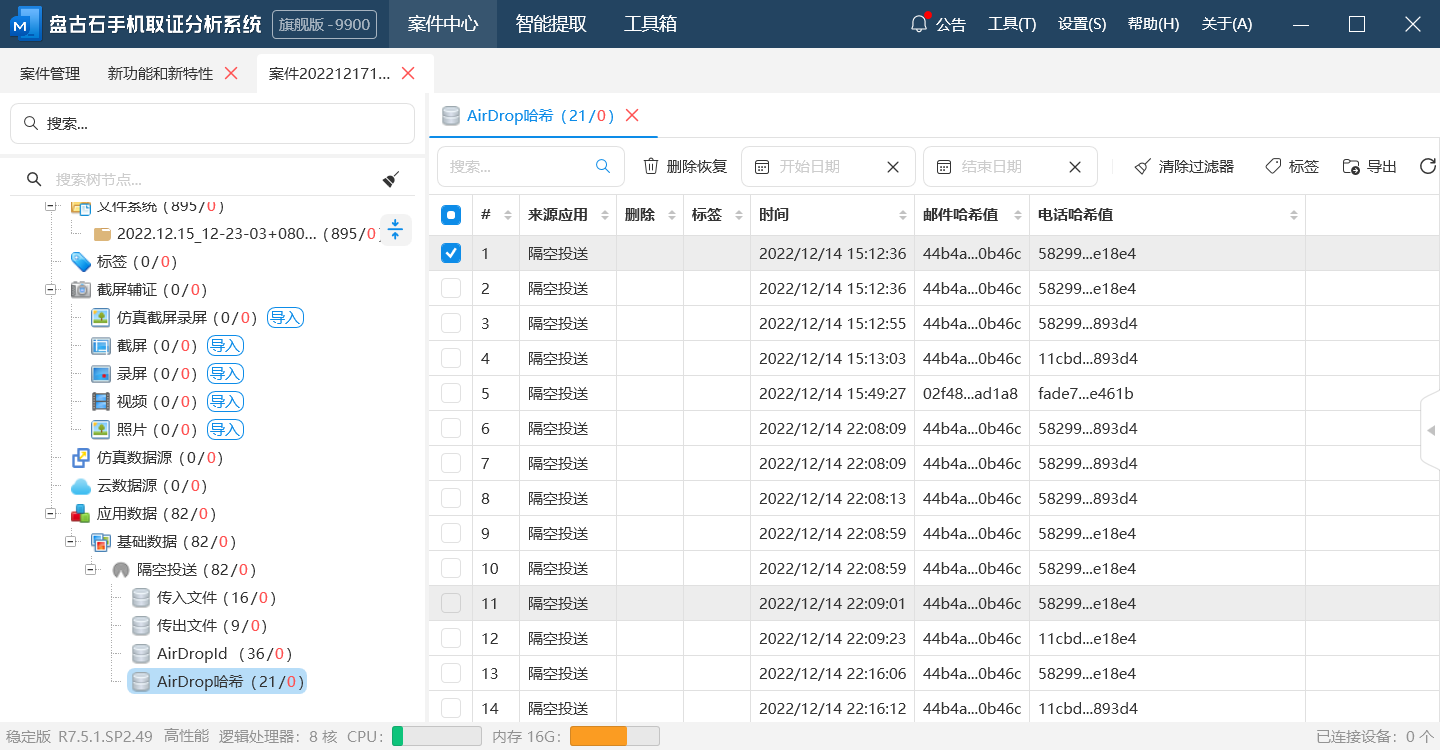 盘古石手机取证分析系统 旗舰版 - 9900 案件中心 智能提取 工具箱 公告 工具(T) 设置(S) 帮助(H) 关于(A)
案件管理 新功能和新特性 案件202212171...
搜索...
搜索树节点...
文件系统 (895/0)
2022.12.15_12-23-03+080... (895/0)
标签 (0/0)
截屏辅证 (0/0)
仿真截屏录屏 (0/0) 导入
截屏 (0/0) 导入
录屏 (0/0) 导入
视频 (0/0) 导入
照片 (0/0) 导入
仿真数据源 (0/0)
云数据源 (0/0)
应用数据 (82/0)
基础数据 (82/0)
隔空投送 (82/0)
传入文件 (16/0)
传出文件 (9/0)
AirDropId (36/0)
AirDrop哈希 (21/0)
AirDrop哈希 (21/0)
搜索... 删除恢复 开始日期 结束日期 清除过滤器 标签 导出
# 来源应用 删除 标签 时间 邮件哈希值 电话哈希值
1 隔空投送 2022/12/14 15:12:36 44b4a...0b46c 58299...e18e4
2 隔空投送 2022/12/14 15:12:36 44b4a...0b46c 58299...e18e4
3 隔空投送 2022/12/14 15:12:55 44b4a...0b46c 58299...893d4
4 隔空投送 2022/12/14 15:13:03 44b4a...0b46c 11cbd...893d4
5 隔空投送 2022/12/14 15:49:27 02f48...ad1a8 fade7...e461b
6 隔空投送 2022/12/14 22:08:09 44b4a...0b46c 58299...893d4
7 隔空投送 2022/12/14 22:08:09 44b4a...0b46c 58299...893d4
8 隔空投送 2022/12/14 22:08:13 44b4a...0b46c 58299...893d4
9 隔空投送 2022/12/14 22:08:59 44b4a...0b46c 58299...e18e4
10 隔空投送 2022/12/14 22:08:59 44b4a...0b46c 58299...e18e4
11 隔空投送 2022/12/14 22:09:01 44b4a...0b46c 58299...e18e4
12 隔空投送 2022/12/14 22:09:23 44b4a...0b46c 11cbd...e18e4
13 隔空投送 2022/12/14 22:16:06 44b4a...0b46c 58299...e18e4
14 隔空投送 2022/12/14 22:16:12 44b4a...0b46c 11cbd...893d4
稳定版 R7.5.1.SP2.49 高性能 逻辑处理器: 8 核 CPU: 内存 16G: 已连接设备: 0 个